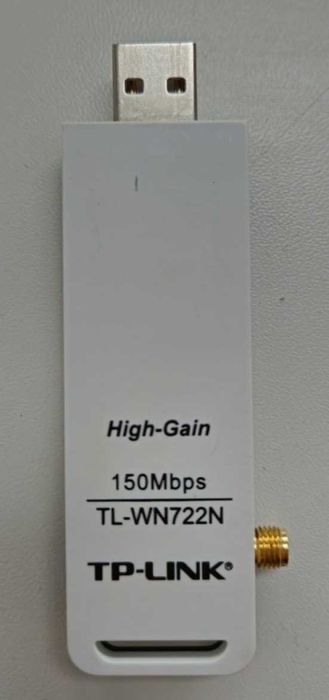 High-Gain
150Mbps
TL-WN722N
TP-LINK®